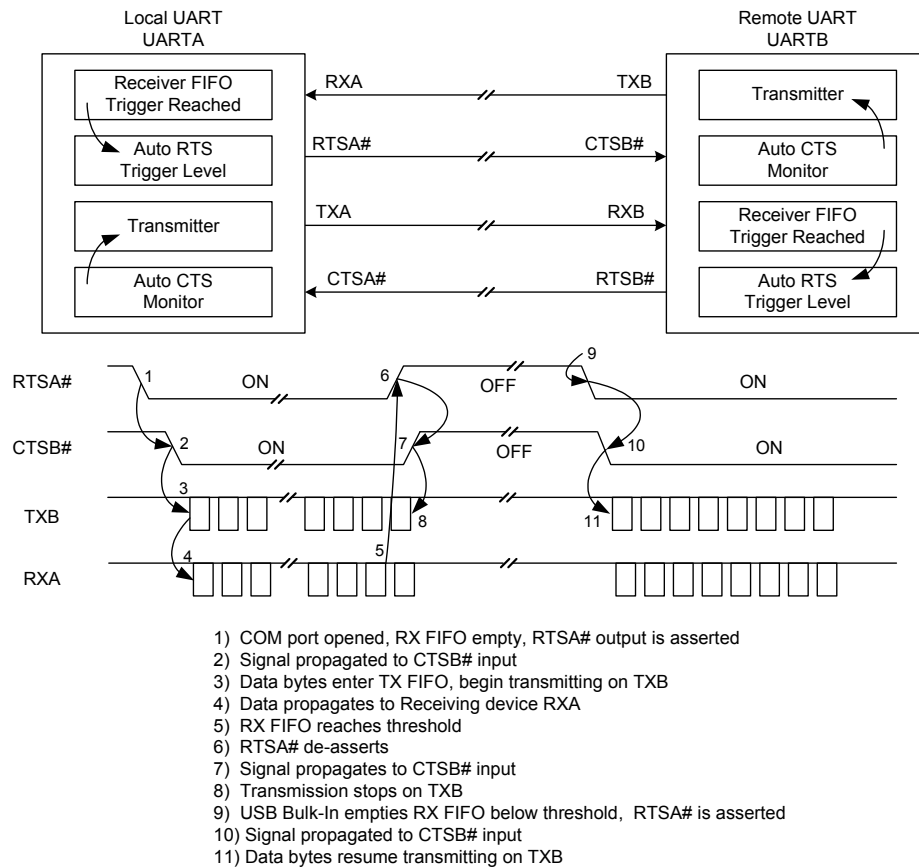 Local UART
UARTA
Remote UART
UARTB
Receiver FIFO
Trigger Reached
Auto RTS
Trigger Level
Transmitter
Auto CTS
Monitor
RXA
TXB
RTSA#
CTSB#
TXA
RXB
CTSA#
RTSB#
Transmitter
Auto CTS
Monitor
Receiver FIFO
Trigger Reached
Auto RTS
Trigger Level
RTSA#
1
ON
6
OFF
9
ON
CTSB#
2
ON
7
OFF
10
ON
TXB
3
8
11
RXA
4
5
1) COM port opened, RX FIFO empty, RTSA# output is asserted
2) Signal propagated to CTSB# input
3) Data bytes enter TX FIFO, begin transmitting on TXB
4) Data propagates to Receiving device RXA
5) RX FIFO reaches threshold
6) RTSA# de-asserts
7) Signal propagates to CTSB# input
8) Transmission stops on TXB
9) USB Bulk-In empties RX FIFO below threshold, RTSA# is asserted
10) Signal propagated to CTSB# input
11) Data bytes resume transmitting on TXB